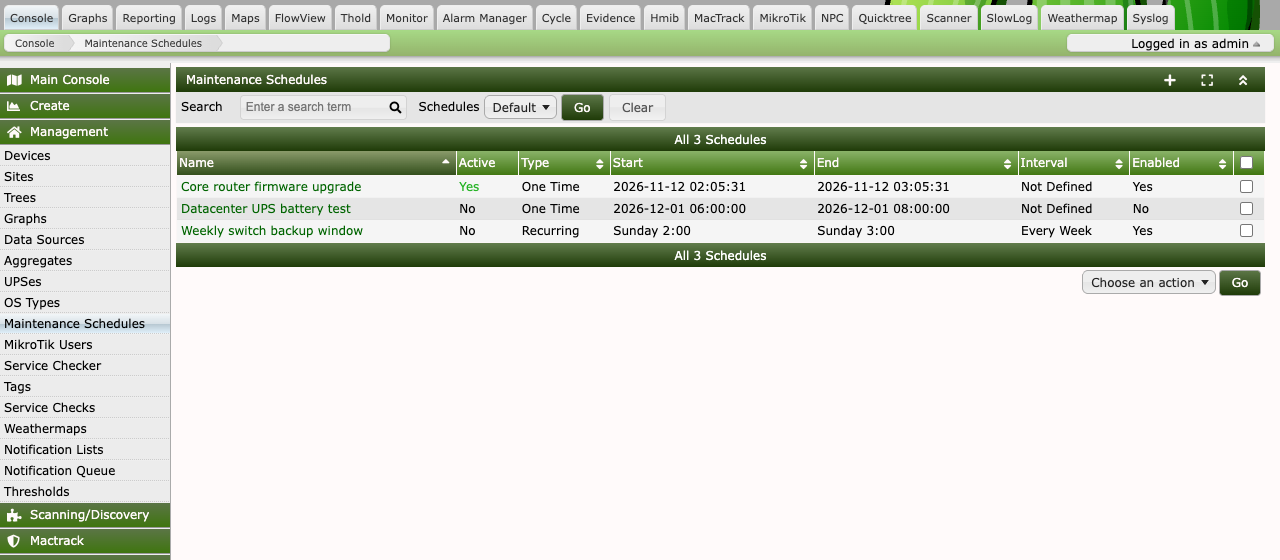 Console Graphs Reporting Logs Maps FlowView Thold Monitor Alarm Manager Cycle Evidence Hmib MacTrack MikroTik NPC Quicktree Scanner SlowLog Weathermap Syslog
Console Maintenance Schedules Logged in as admin
Main Console
Create
Management
Devices
Sites
Trees
Graphs
Data Sources
Aggregates
UPSes
OS Types
Maintenance Schedules
MikroTik Users
Service Checker
Tags
Service Checks
Weathermaps
Notification Lists
Notification Queue
Thresholds
Scanning/Discovery
Mactrack
Maintenance Schedules
Search Enter a search term Schedules Default Go Clear
All 3 Schedules
Name Active Type Start End Interval Enabled
Core router firmware upgrade Yes One Time 2026-11-12 02:05:31 2026-11-12 03:05:31 Not Defined Yes
Datacenter UPS battery test No One Time 2026-12-01 06:00:00 2026-12-01 08:00:00 Not Defined No
Weekly switch backup window No Recurring Sunday 2:00 Sunday 3:00 Every Week Yes
All 3 Schedules
Choose an action Go